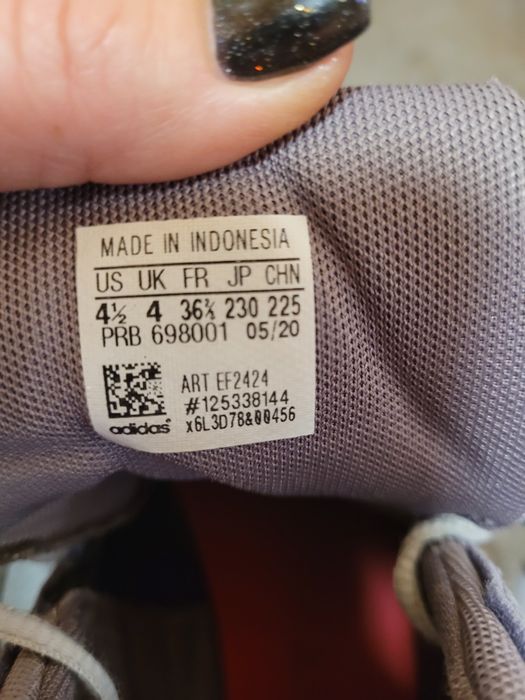 MADE IN INDONESIA
US UK FR JP CHN
4½ 4 36⅔ 230 225
PRB 698001 05/20
ART EF2424
#125338144
adidas x6L3D78&00456